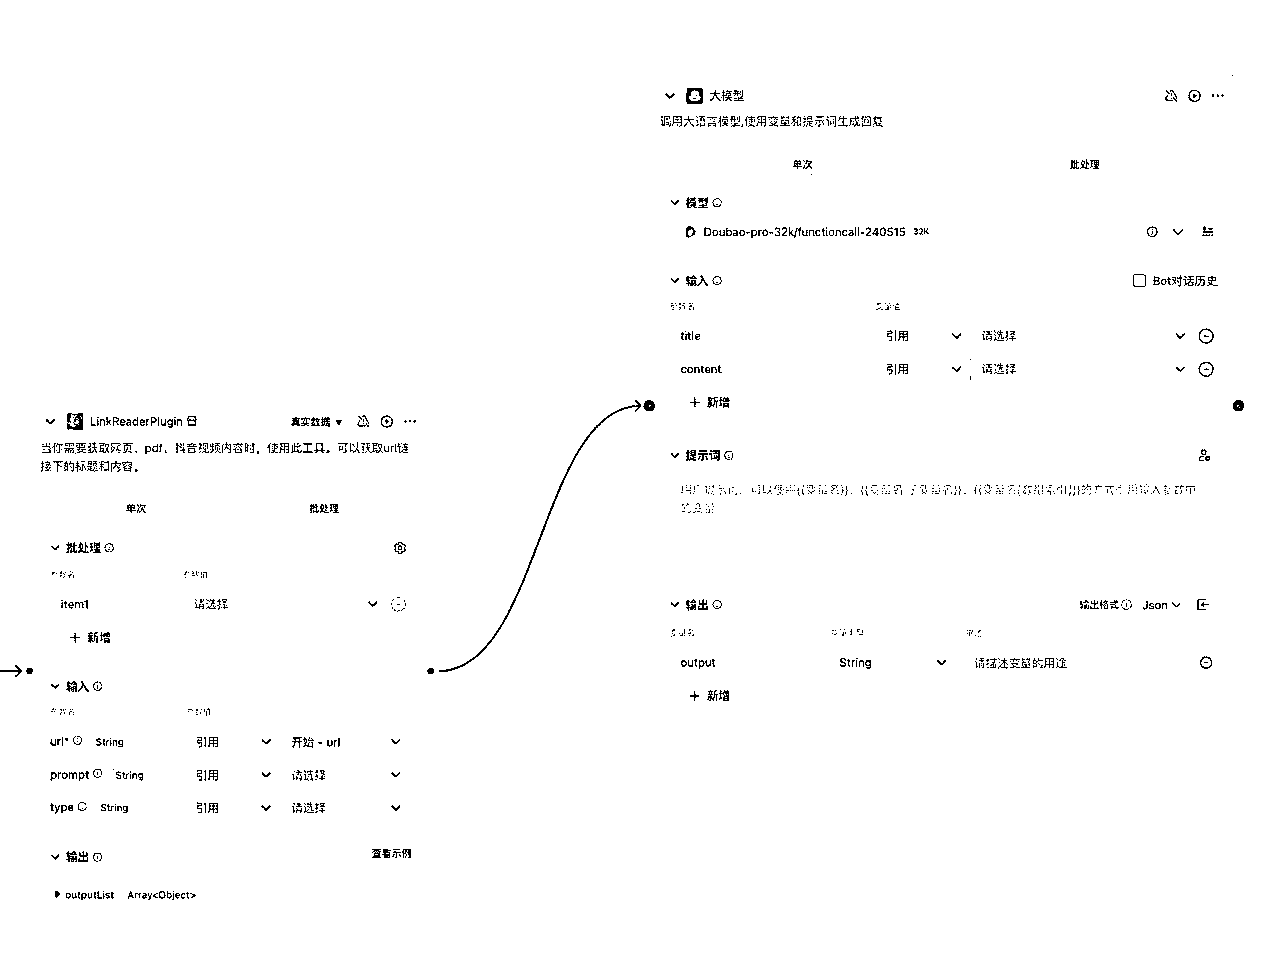 大模型
调用大语言模型,使用变量和提示词生成回复
单次 批处理
模型
Doubao-pro-32k/functioncall-240515 32K
输入 Bot对话历史
参数名 变量值
title 引用 请选择
content 引用 请选择
新增
提示词
输出 输出格式 Json
变量名 变量类型 描述
output String 请描述变量的用途
新增
LinkReaderPlugin 真实数据
当你需要获取网页、pdf、抖音视频内容时，使用此工具。可以获取url链
接下的标题和内容。
单次 批处理
批处理
参数名 参数值
item1 请选择
新增
输入
参数名 参数值
url* String 引用 开始 - url
prompt String 引用 请选择
type String 引用 请选择
输出 查看示例
outputList Array<Object>